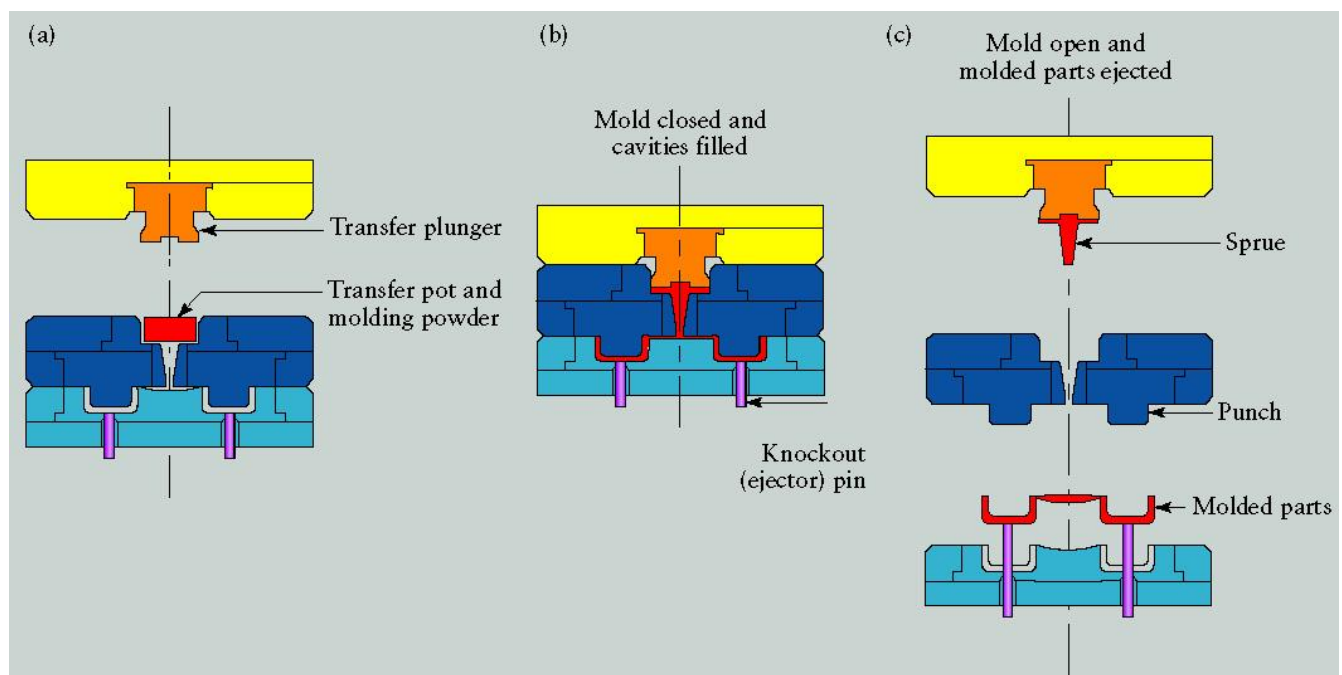 (a)
Transfer plunger
Transfer pot and
molding powder
(b)
Mold closed and
cavities filled
Knockout
(ejector) pin
(c)
Mold open and
molded parts ejected
Sprue
Punch
Molded parts